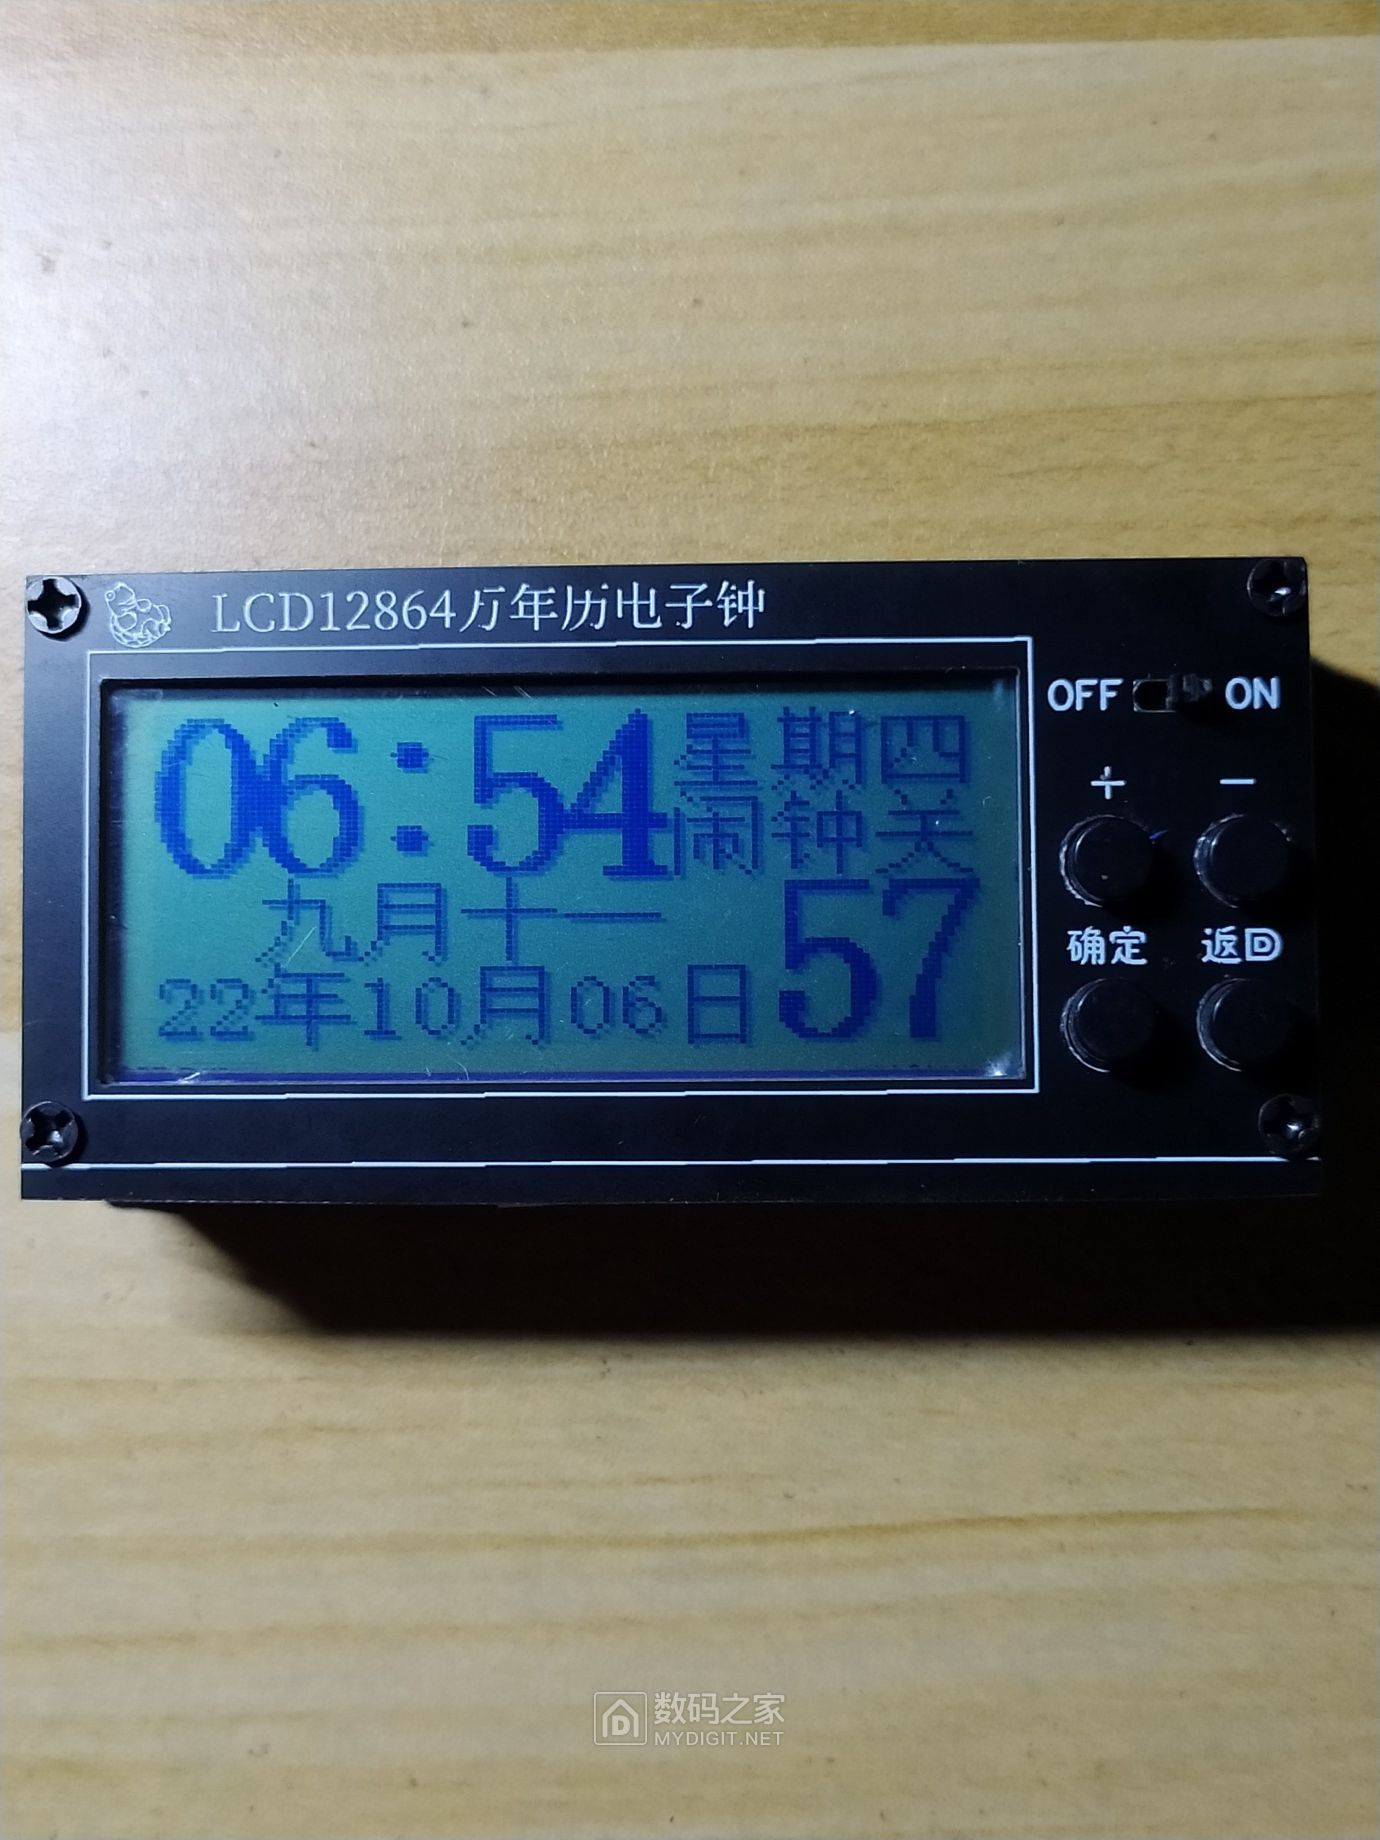 LCD12864万年历电子钟
OFF ON
06:54 星期四
闹钟关
九月十一
22年10月06日 57
+ −
确定 返回
数码之家
MYDIGIT.NET